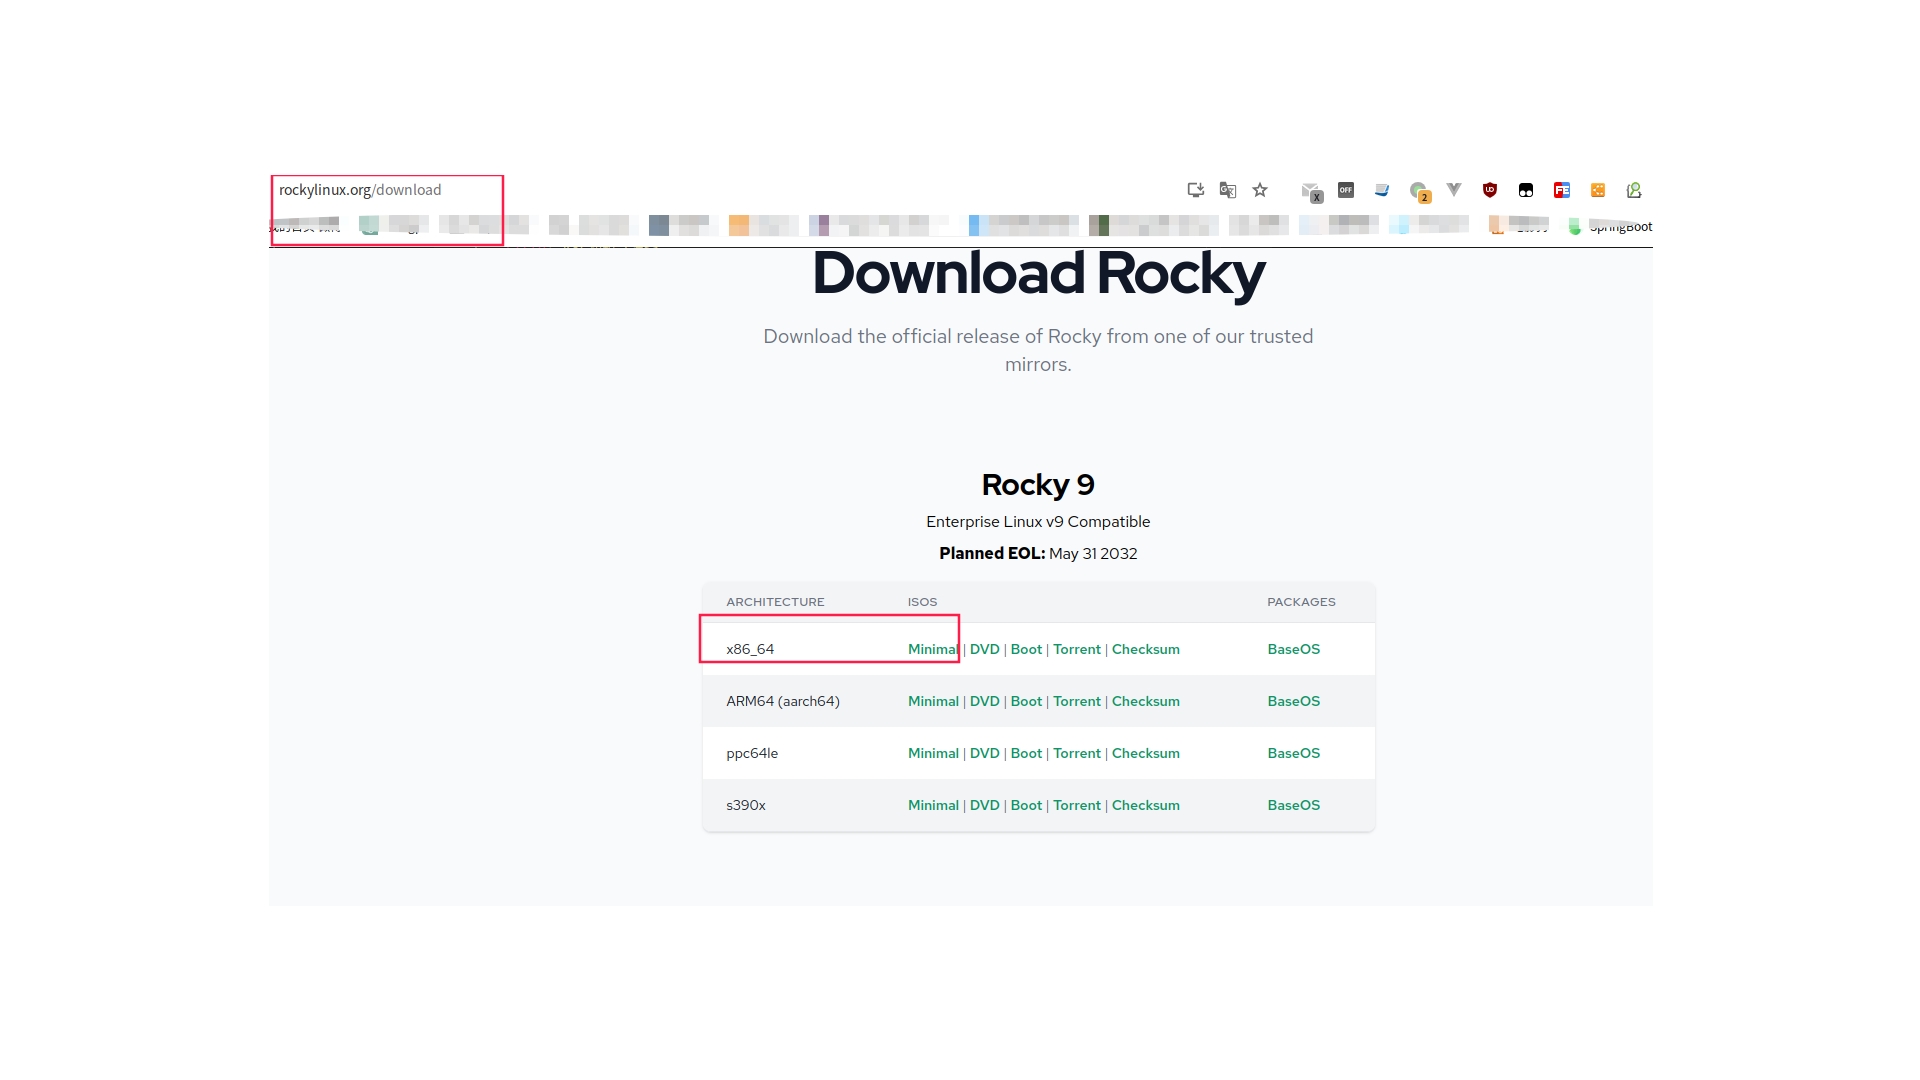 rockylinux.org/download
X
OFF
2
SpringBoot
Download Rocky
Download the official release of Rocky from one of our trusted
mirrors.
Rocky 9
Enterprise Linux v9 Compatible
Planned EOL: May 31 2032
ARCHITECTURE ISOS PACKAGES
x86_64 Minimal | DVD | Boot | Torrent | Checksum BaseOS
ARM64 (aarch64) Minimal | DVD | Boot | Torrent | Checksum BaseOS
ppc64le Minimal | DVD | Boot | Torrent | Checksum BaseOS
s390x Minimal | DVD | Boot | Torrent | Checksum BaseOS